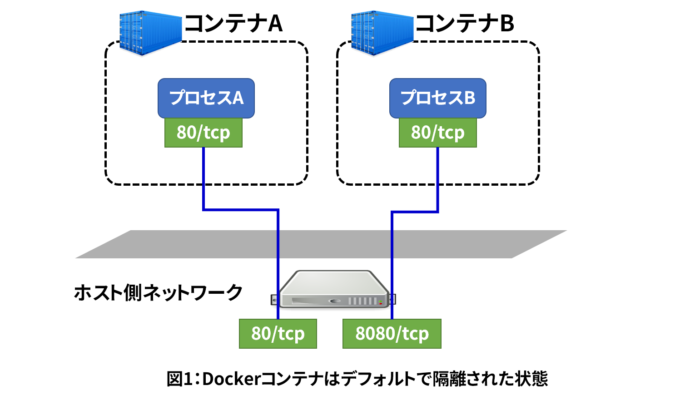 コンテナA
コンテナB
プロセスA
プロセスB
80/tcp
80/tcp
ホスト側ネットワーク
80/tcp
8080/tcp
図1：Dockerコンテナはデフォルトで隔離された状態